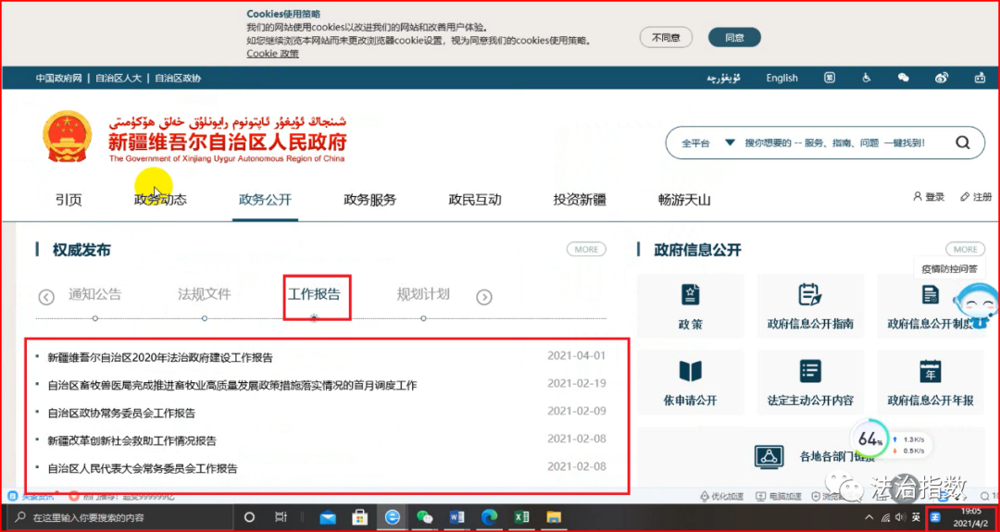 Cookies使用策略
我们的网站使用cookies以改进我们的网站和改善用户体验。
如您继续浏览本网站而未更改浏览器cookie设置，视为同意我们的cookies使用策略。
Cookie 政策
不同意
同意
中国政府网 | 自治区人大 | 自治区政协
ئۇيغۇرچە
English
شىنجاڭ ئۇيغۇر ئاپتونوم رايونلۇق خەلق ھۆكۈمىتى
新疆维吾尔自治区人民政府
The Government of Xinjiang Uygur Autonomous Region of China
全平台
搜你想要的 -- 服务、指南、问题 一键找到!
引页
政务动态
政务公开
政务服务
政民互动
投资新疆
畅游天山
登录
注册
权威发布
MORE
通知公告
法规文件
工作报告
规划计划
新疆维吾尔自治区2020年法治政府建设工作报告 2021-04-01
自治区畜牧兽医局完成推进畜牧业高质量发展政策措施落实情况的首月调度工作 2021-02-19
自治区政协常务委员会工作报告 2021-02-09
新疆改革创新社会救助工作情况报告 2021-02-08
自治区人民代表大会常务委员会工作报告 2021-02-08
政府信息公开
MORE
疫情防控问答
政 策
政府信息公开指南
政府信息公开制度
依申请公开
法定主动公开内容
年
政府信息公开年报
64%
1.3K/s
0.5K/s
各地各部门链接
法治指数
优化加速
电脑加速
在这里输入你要搜索的内容
英
19:05
2021/4/2